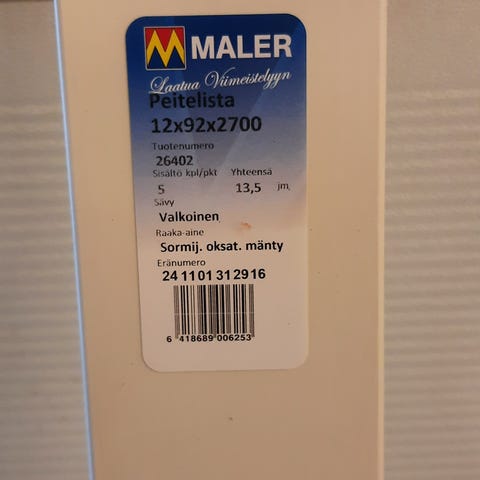 MALER
Laatua Viimeistelyyn
Peitelista
12x92x2700
Tuotenumero
26402
Sisältö kpl/pkt Yhteensä
5 13,5 jm
Sävy
Valkoinen
Raaka-aine
Sormij. oksat. mänty
Eränumero
24 11 01 31 29 16
6 418689 006253